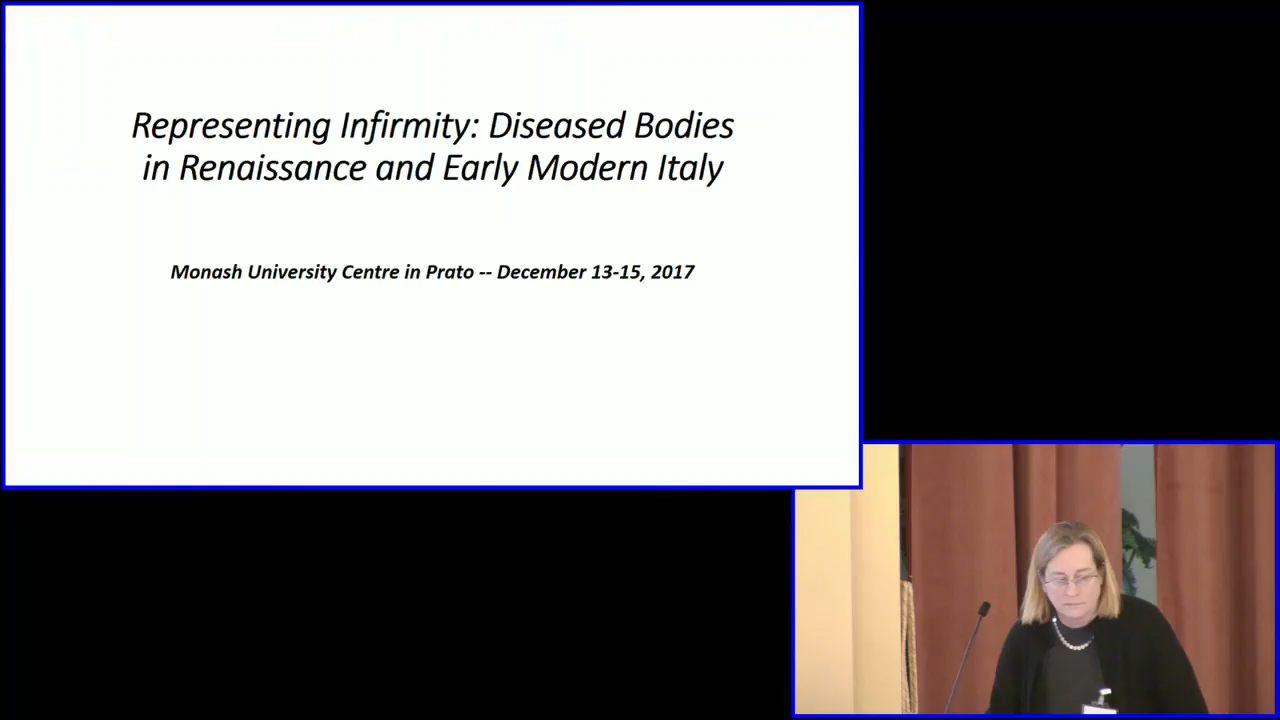 Representing Infirmity: Diseased Bodies
in Renaissance and Early Modern Italy
Monash University Centre in Prato -- December 13-15, 2017